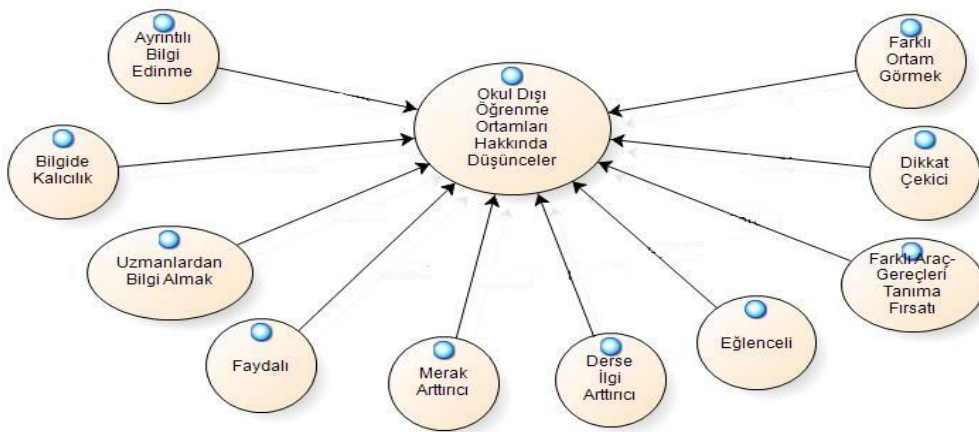 Ayrıntılı
Bilgi
Edinme
Bilgide
Kalıcılık
Uzmanlardan
Bilgi Almak
Faydalı
Merak
Arttırıcı
Derse
İlgi
Arttırıcı
Eğlenceli
Farklı Araç-
Gereçleri
Tanıma
Fırsatı
Dikkat
Çekici
Farklı
Ortam
Görmek
Okul Dışı
Öğrenme
Ortamları
Hakkında
Düşünceler